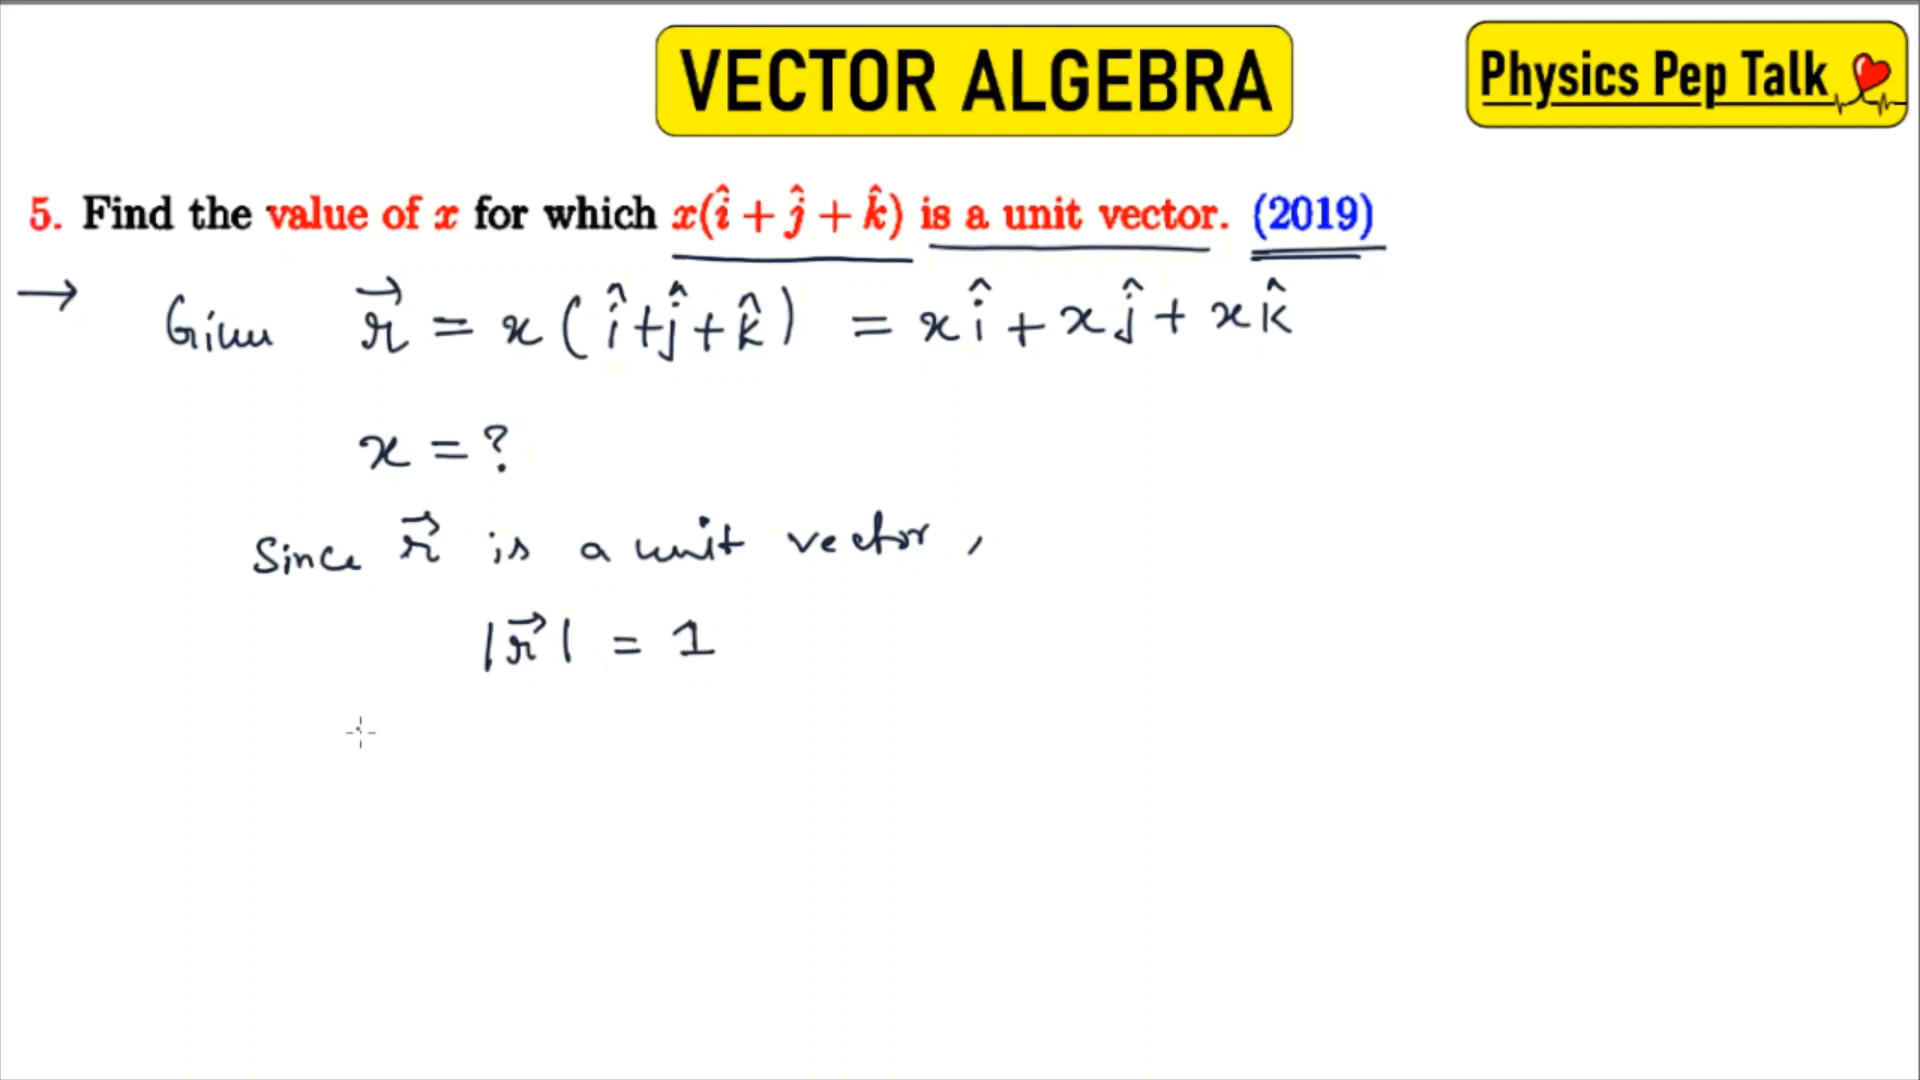 VECTOR ALGEBRA
Physics Pep Talk
5. Find the value of x for which x(î + ĵ + k̂) is a unit vector. (2019)
→ Given r⃗ = x(î+ĵ+k̂) = xî + xĵ + xk̂
x = ?
Since r⃗ is a unit vector,
|r⃗| = 1